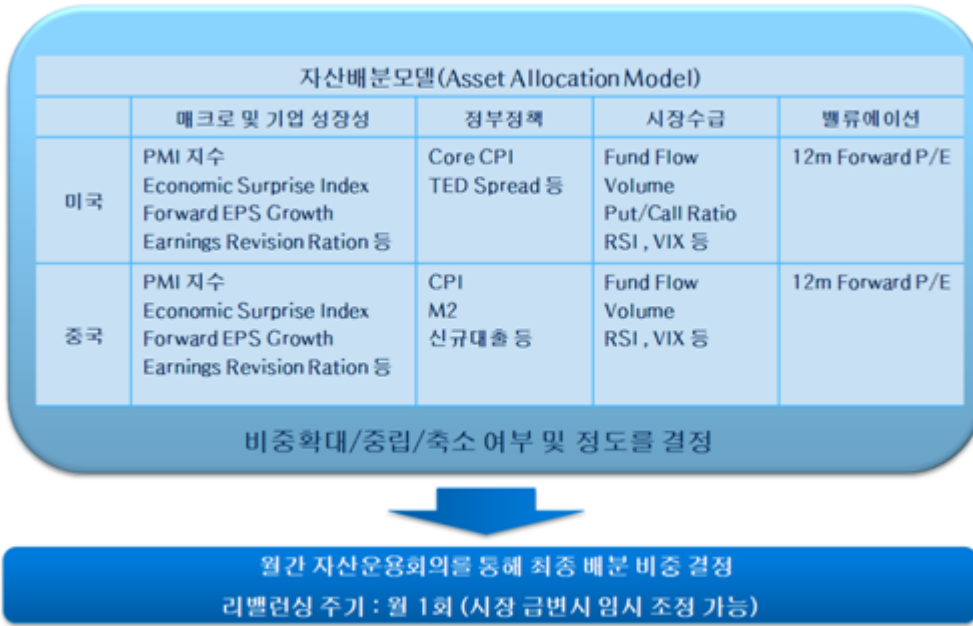 자산배분모델(Asset Allocation Model)
매크로 및 기업 성장성 정부정책 시장수급 밸류에이션
미국
PMI 지수
Economic Surprise Index
Forward EPS Growth
Earnings Revision Ration 등
Core CPI
TED Spread 등
Fund Flow
Volume
Put/Call Ratio
RSI , VIX 등
12m Forward P/E
중국
PMI 지수
Economic Surprise Index
Forward EPS Growth
Earnings Revision Ration 등
CPI
M2
신규대출 등
Fund Flow
Volume
RSI , VIX 등
12m Forward P/E
비중확대/중립/축소 여부 및 정도를 결정
월간 자산운용회의를 통해 최종 배분 비중 결정
리밸런싱 주기 : 월 1회 (시장 급변시 임시 조정 가능)